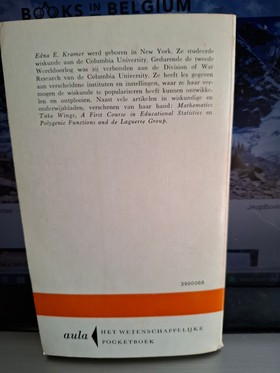 BOOKS IN BELGIUM
Edna E. Kramer werd geboren in New York. Ze studeerde
wiskunde aan de Columbia University. Gedurende de tweede
Wereldoorlog was zij verbonden aan de Division of War
Research van de Columbia University. Ze heeft les gegeven
aan verscheidene instituten en instellingen, waar ze haar ver-
mogen de wiskunde te populariseren heeft kunnen ontwikke-
len en ontplooien. Naast vele artikelen in wiskundige en
onderwijsbladen, verschenen van haar hand: Mathematics
Take Wings, A First Course in Educational Statistics en
Polygenic Functions and de Laguerre Group.
3900068
aula HET WETENSCHAPPELIJKE
POCKETBOEK